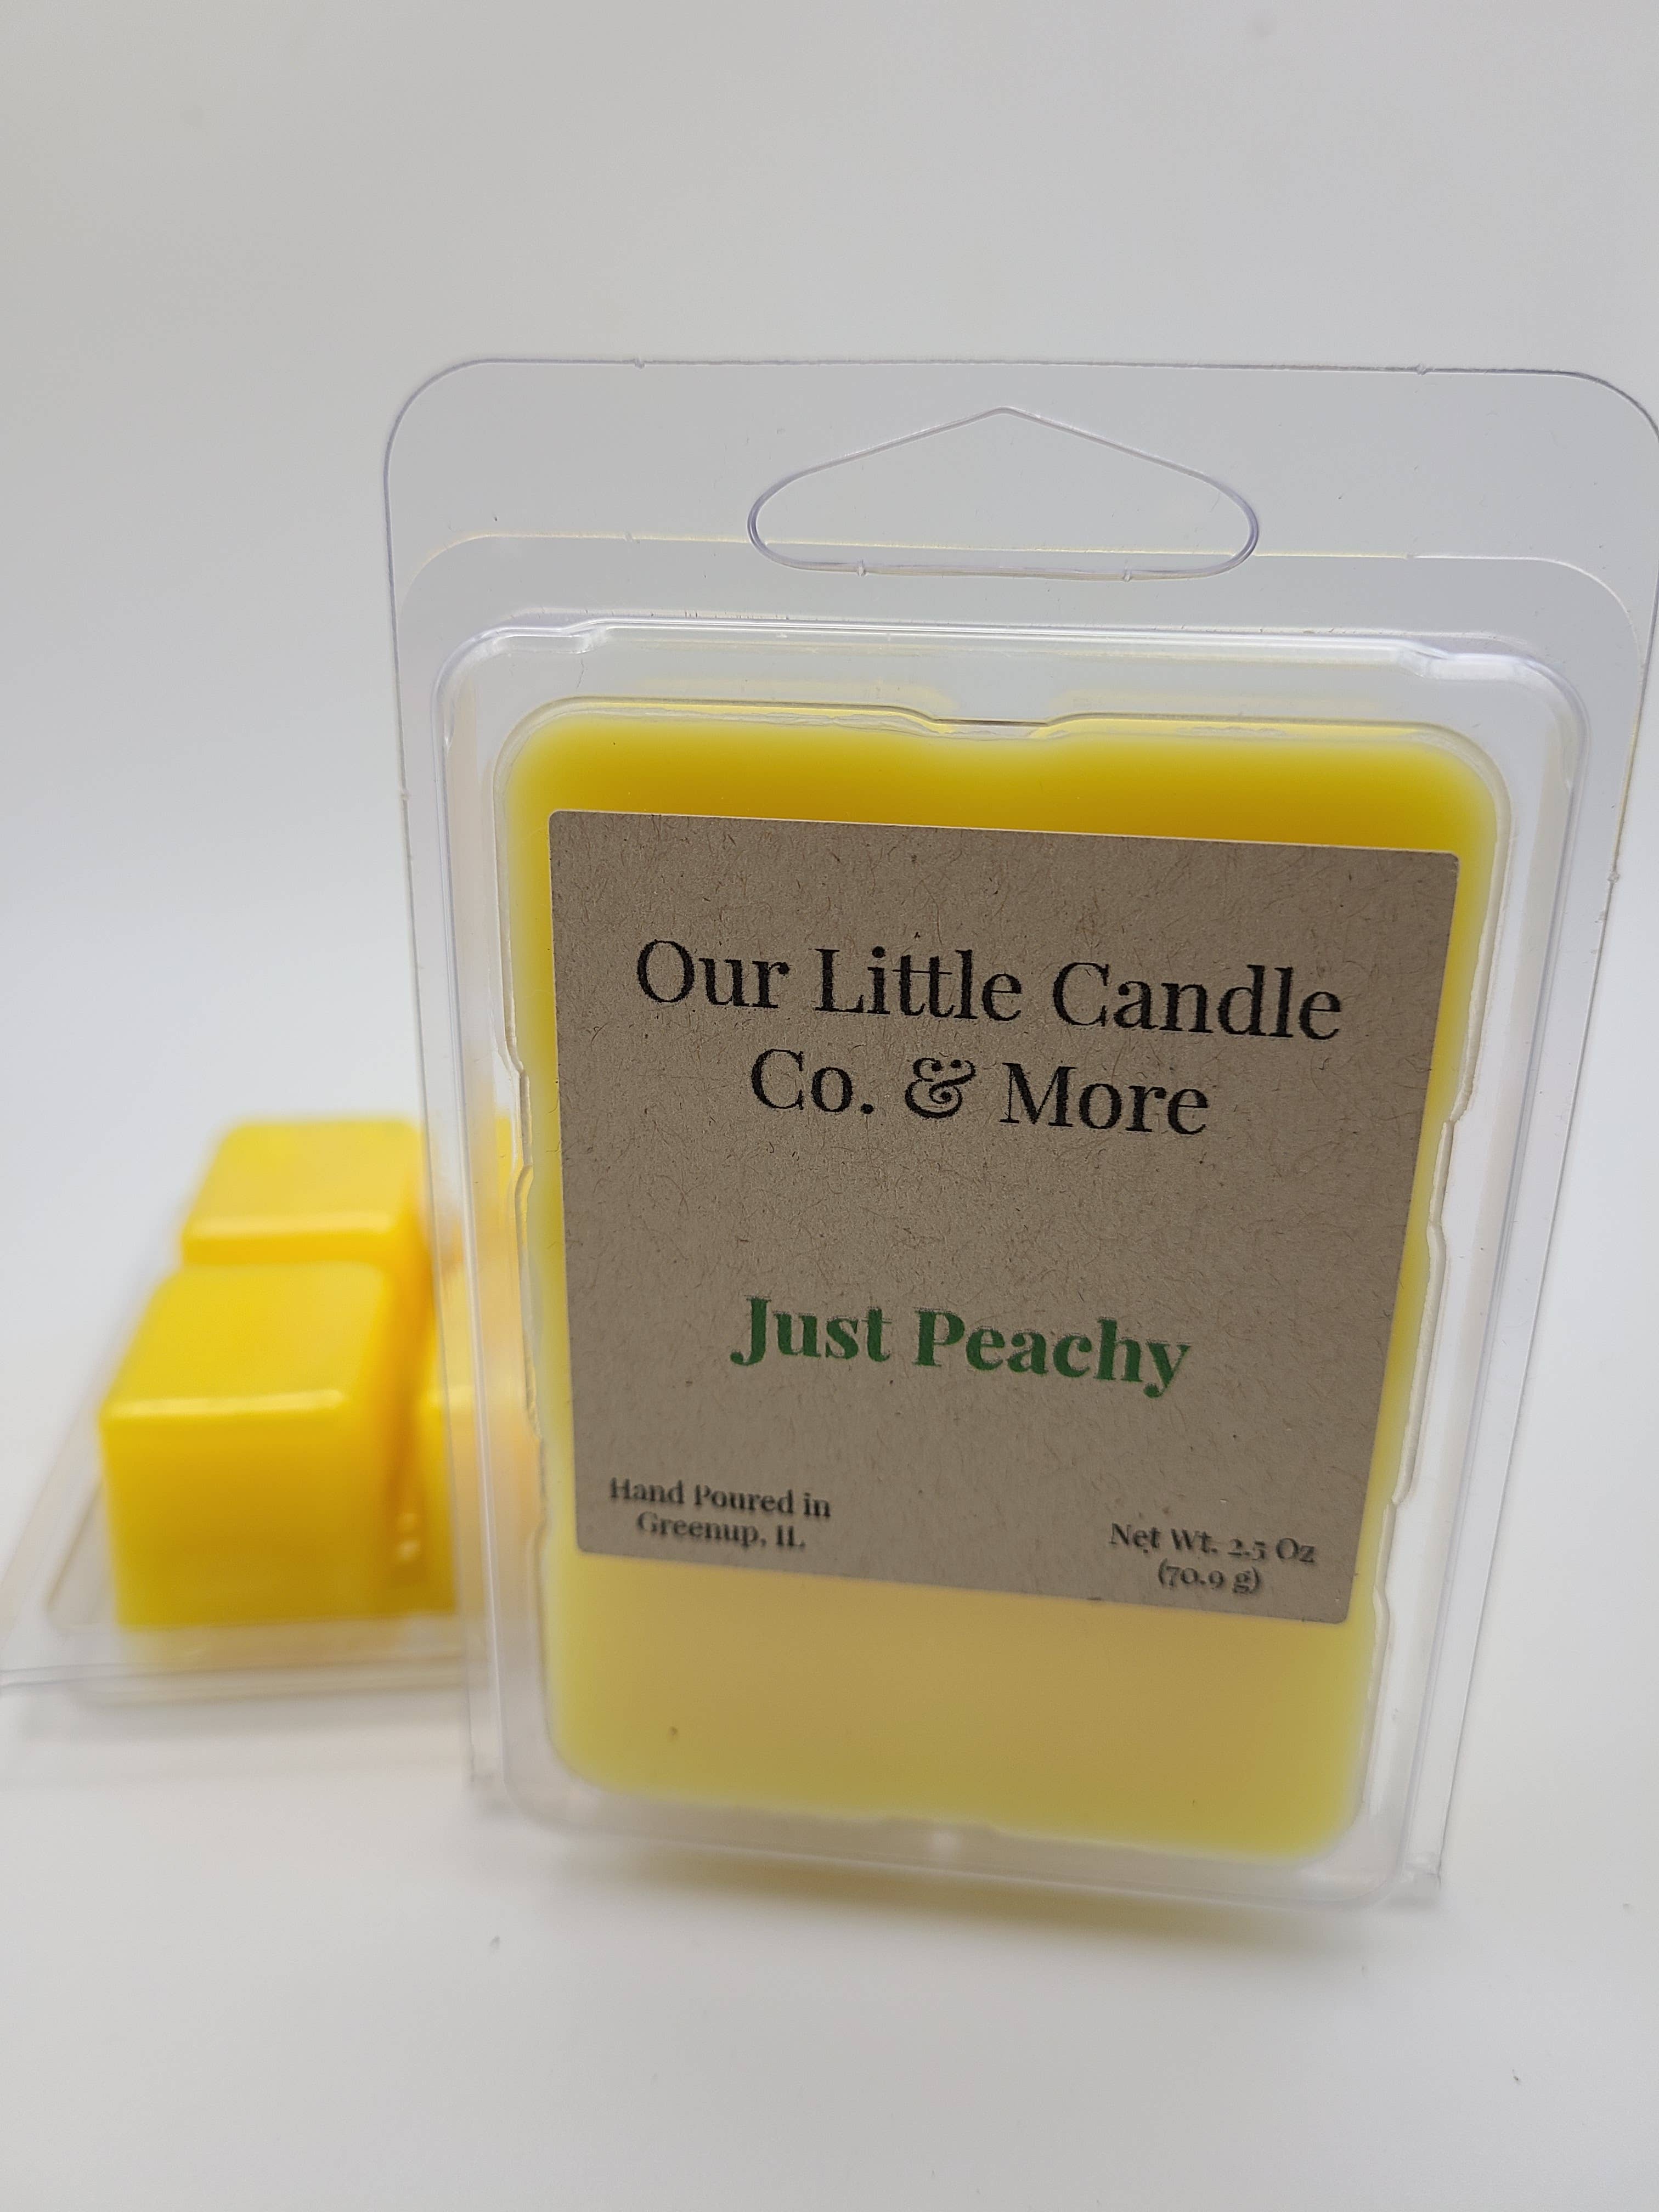 Our Little Candle
Co. & More
Just Peachy
Hand Poured in
Greenup, IL
Net Wt. 2.5 Oz
(70.9 g)